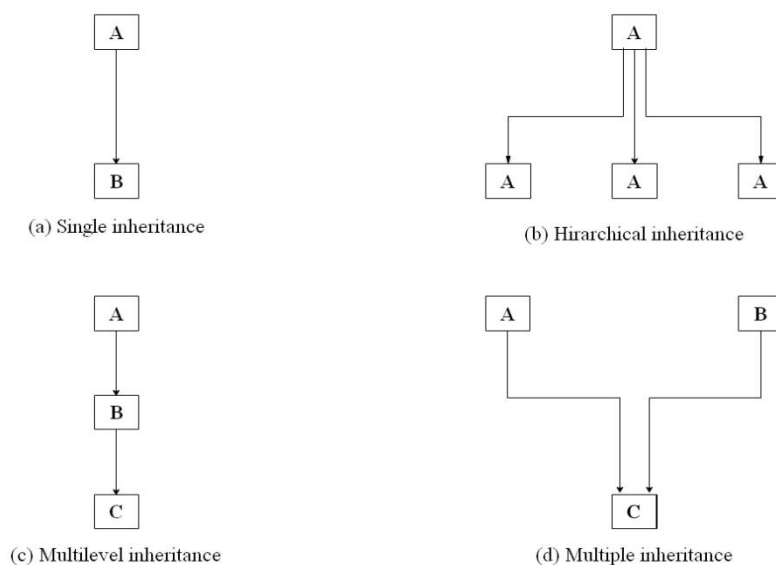 A
A
B
A
A
A
(a) Single inheritance
(b) Hirarchical inheritance
A
A
B
B
C
C
(c) Multilevel inheritance
(d) Multiple inheritance